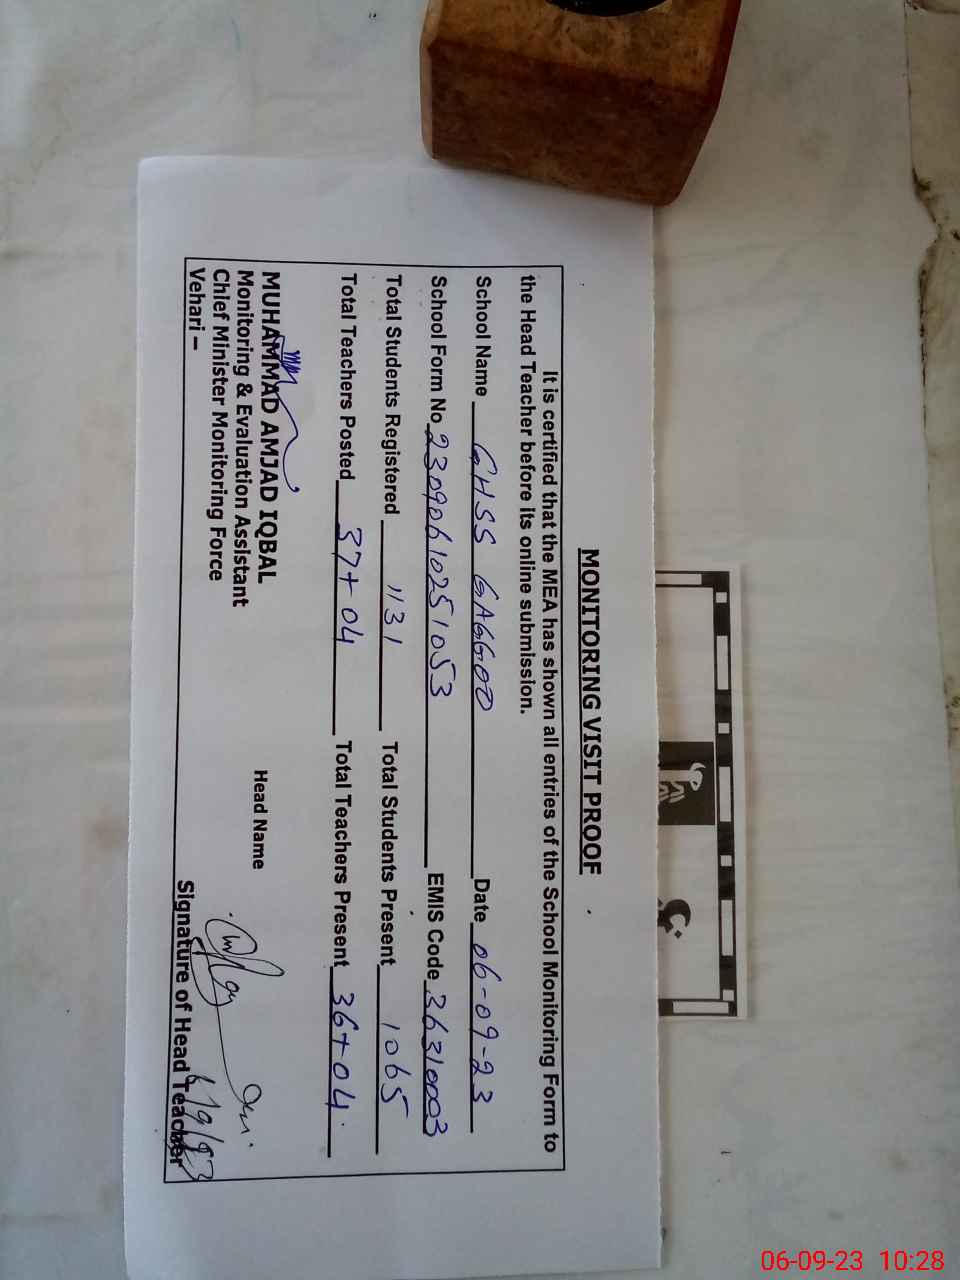 MONITORING VISIT PROOF
It is certified that the MEA has shown all entries of the School Monitoring Form to
the Head Teacher before its online submission.
School Name GHSS GAGGOO Date 06-09-23
School Form No 23090610251053 EMIS Code 36310003
Total Students Registered 1131 Total Students Present 1065
Total Teachers Posted 37+04 Total Teachers Present 36+04
MUHAMMAD AMJAD IQBAL
Monitoring & Evaluation Assistant
Chief Minister Monitoring Force
Vehari –
Head Name
Signature of Head Teacher
6/9/23
06-09-23 10:28